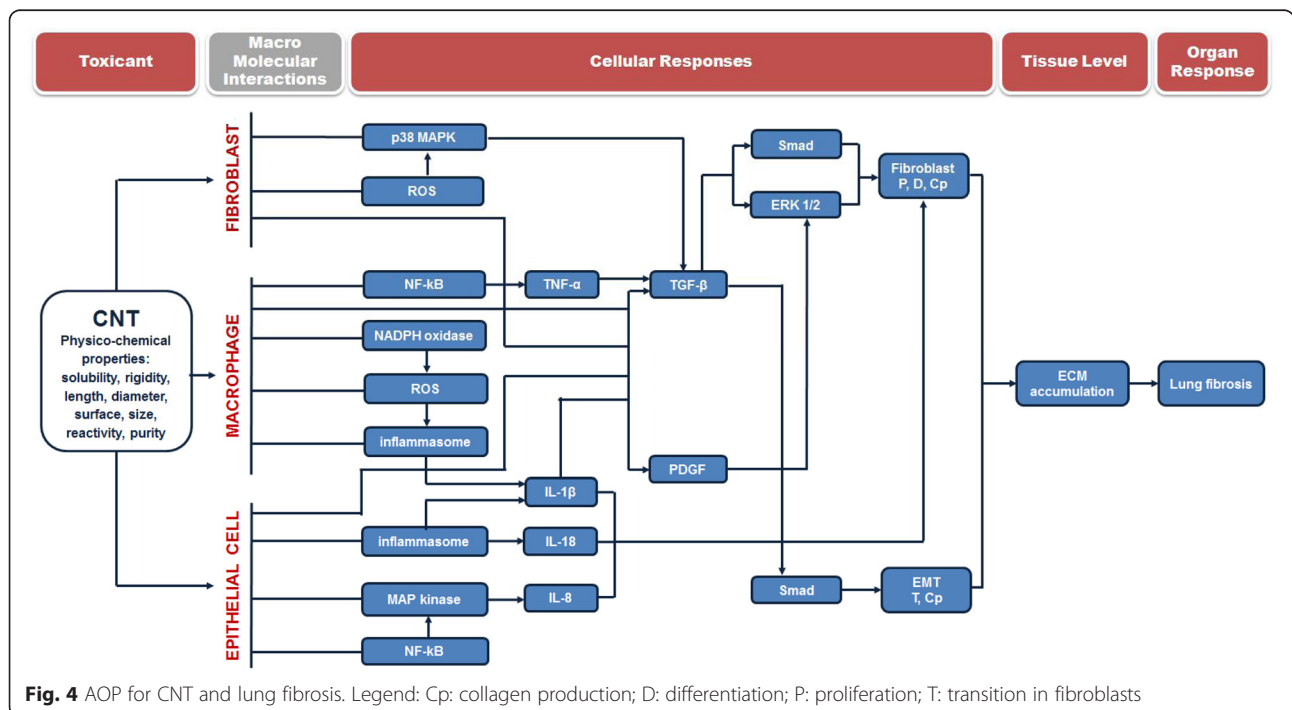 Toxicant
Macro
Molecular
Interactions
Cellular Responses
Tissue Level
Organ
Response
FIBROBLAST
p38 MAPK
ROS
Smad
ERK 1/2
Fibroblast
P, D, Cp
CNT
Physico-chemical
properties:
solubility, rigidity,
length, diameter,
surface, size,
reactivity, purity
MACROPHAGE
NF-kB
TNF-α
TGF-β
NADPH oxidase
ROS
inflammasome
PDGF
IL-1β
ECM
accumulation
Lung fibrosis
EPITHELIAL CELL
inflammasome
IL-18
MAP kinase
IL-8
NF-kB
Smad
EMT
T, Cp
Fig. 4 AOP for CNT and lung fibrosis. Legend: Cp: collagen production; D: differentiation; P: proliferation; T: transition in fibroblasts